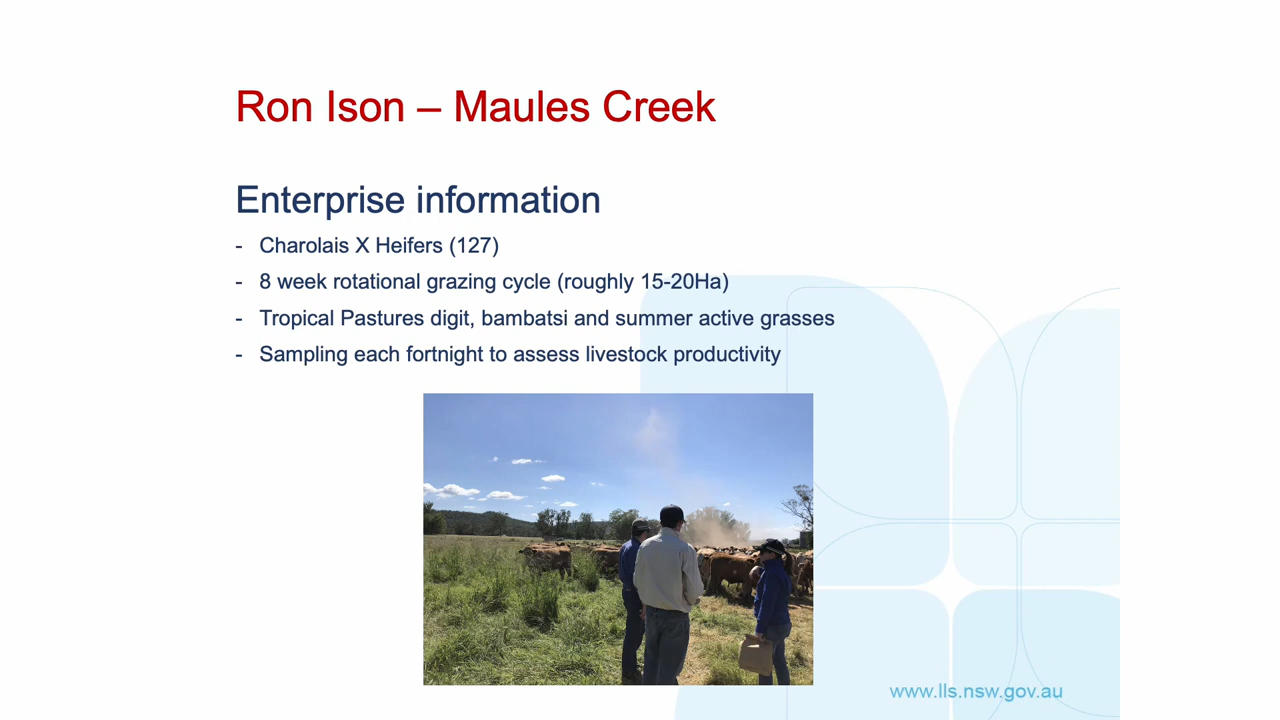 Ron Ison – Maules Creek
Enterprise information
- Charolais X Heifers (127)
- 8 week rotational grazing cycle (roughly 15-20Ha)
- Tropical Pastures digit, bambatsi and summer active grasses
- Sampling each fortnight to assess livestock productivity
www.lls.nsw.gov.au